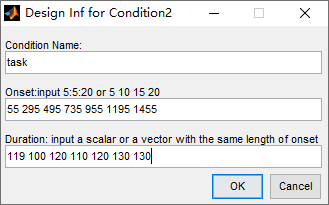 Design Inf for Condition2
Condition Name:
task
Onset:input 5:5:20 or 5 10 15 20
55 295 495 735 955 1195 1455
Duration: input a scalar or a vector with the same length of onset
119 100 120 110 120 130 130
OK Cancel